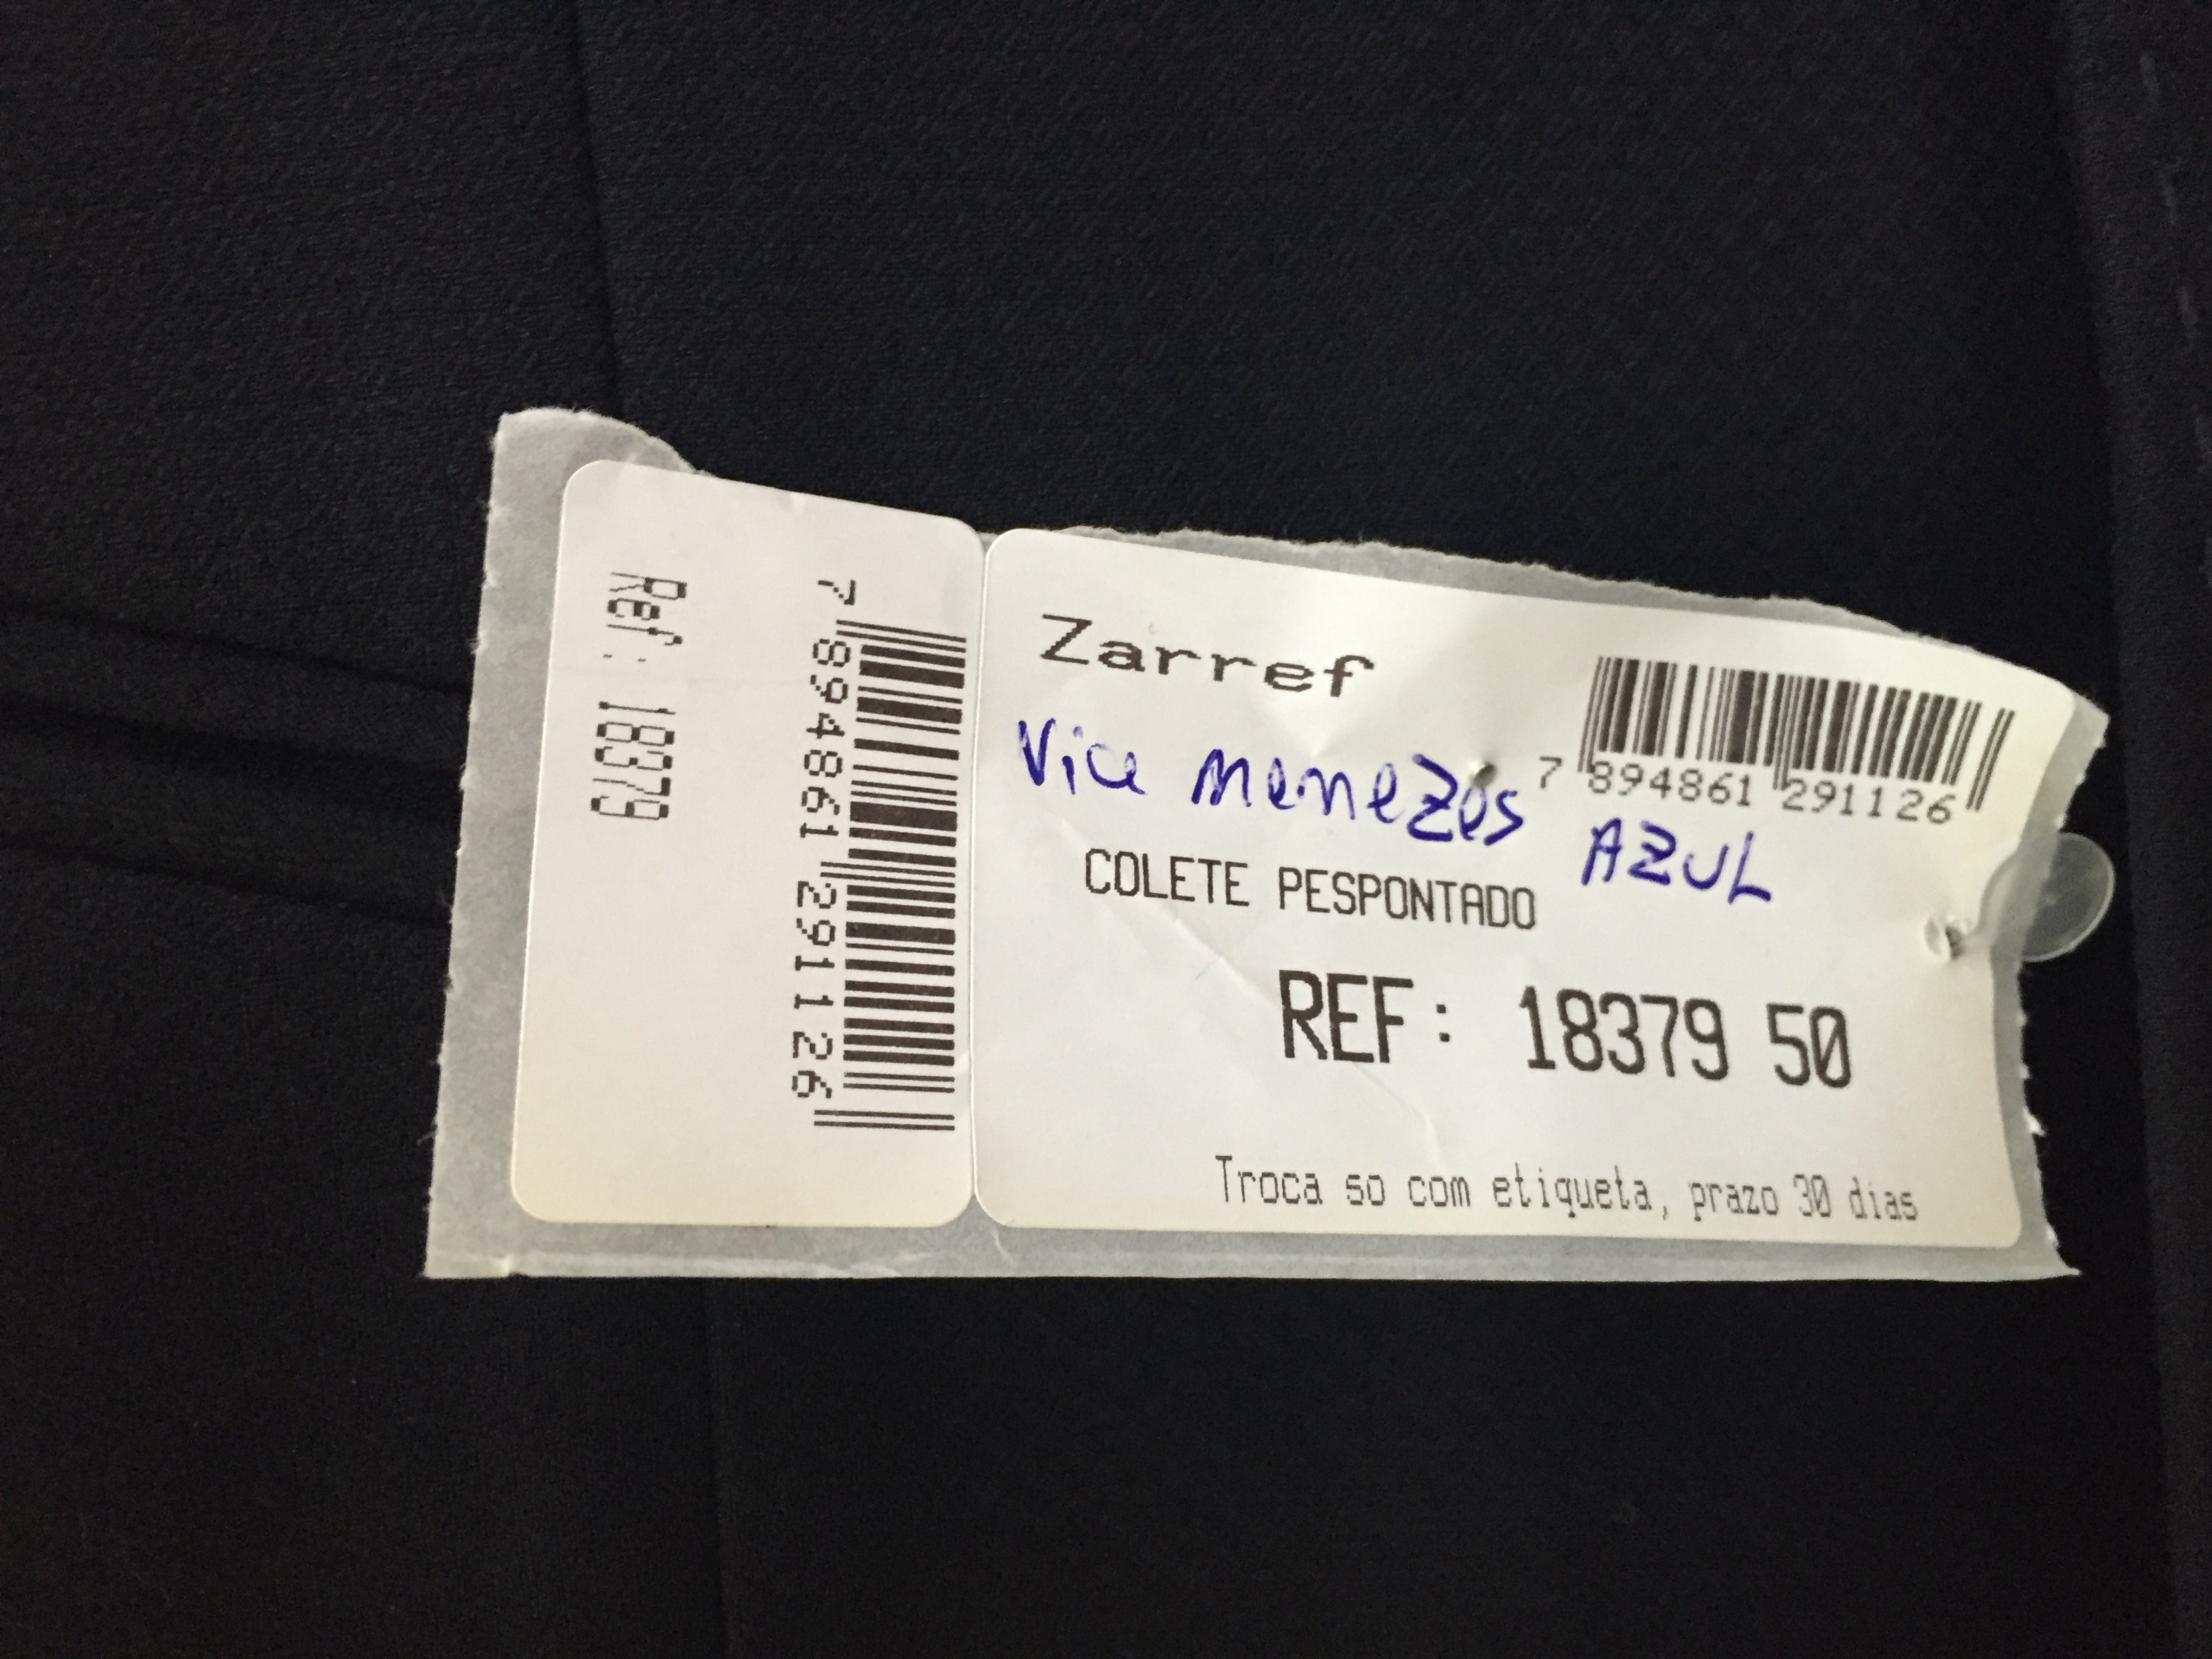 Ref.: 18379
7 894861 291126
Zarref
7 894861 291126
Vice Menezes AZUL
COLETE PESPONTADO
REF: 18379 50
Troca so com etiqueta, prazo 30 dias